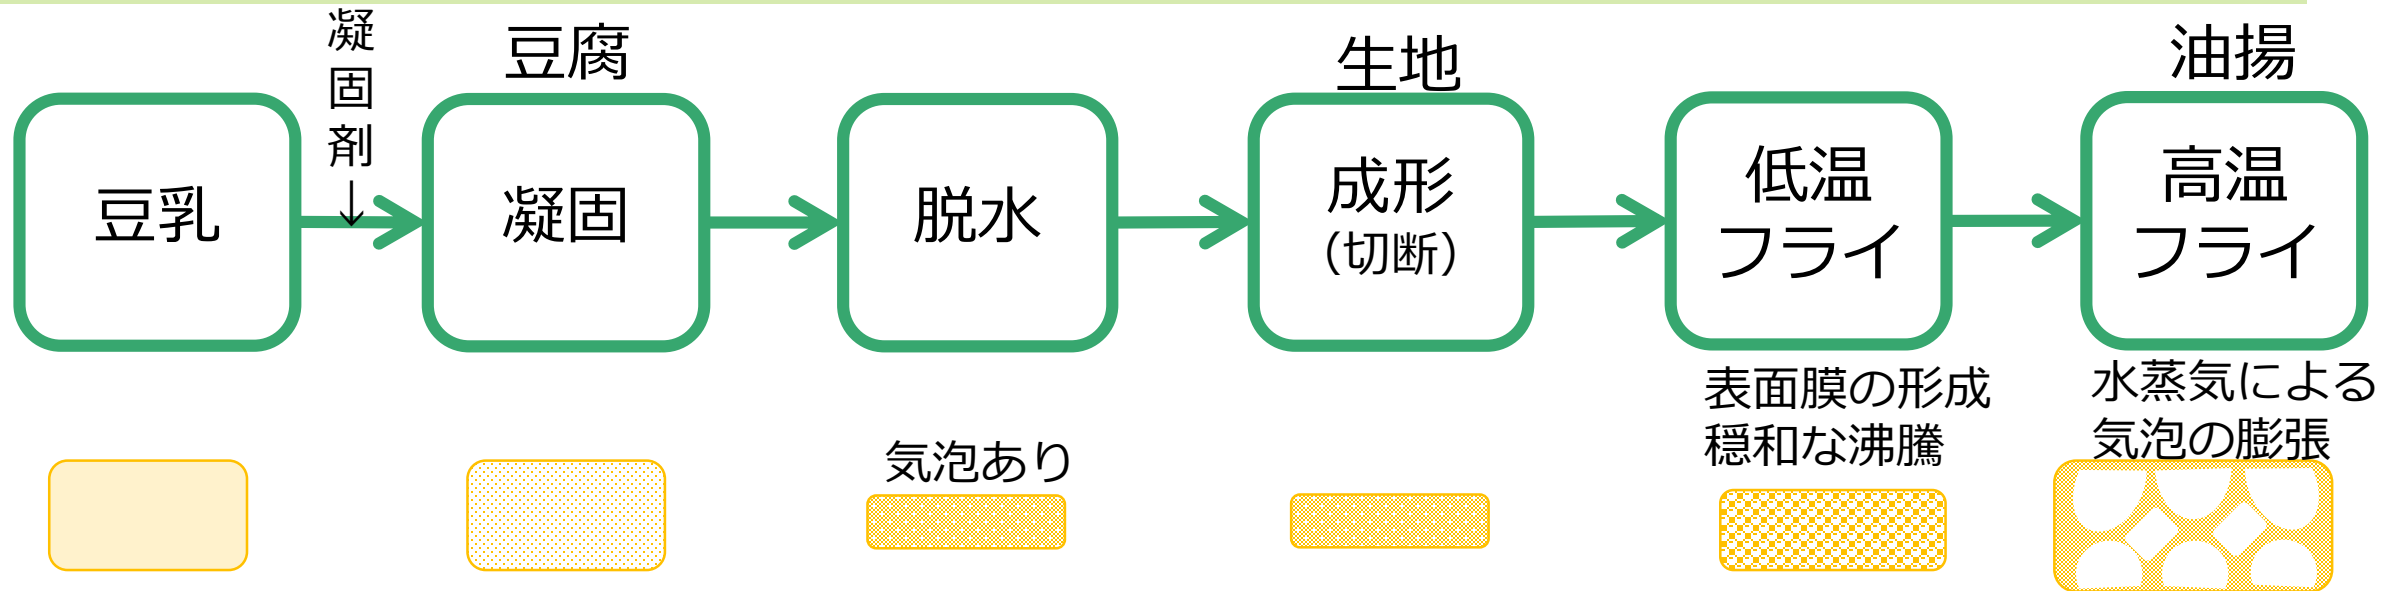 豆乳
凝固剤
↓
豆腐
凝固
脱水
気泡あり
生地
成形
（切断）
低温
フライ
表面膜の形成
穏和な沸騰
油揚
高温
フライ
水蒸気による
気泡の膨張